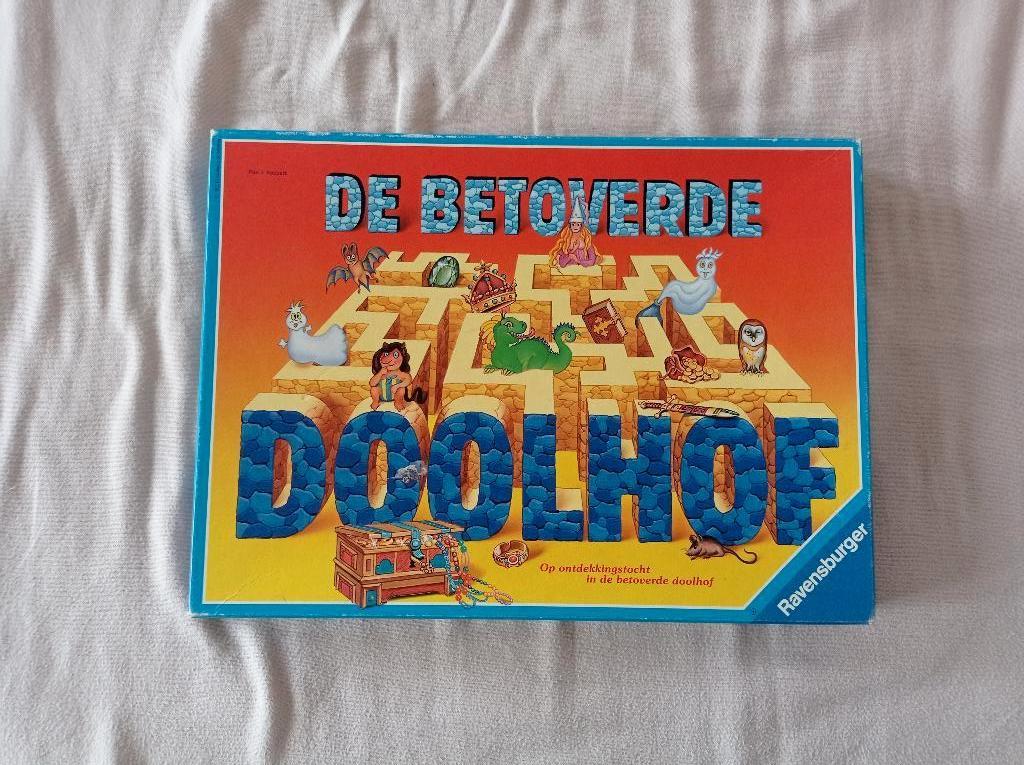 DE BETOVERDE
DOOLHOF
Op ontdekkingstocht
in de betoverde doolhof
Ravensburger